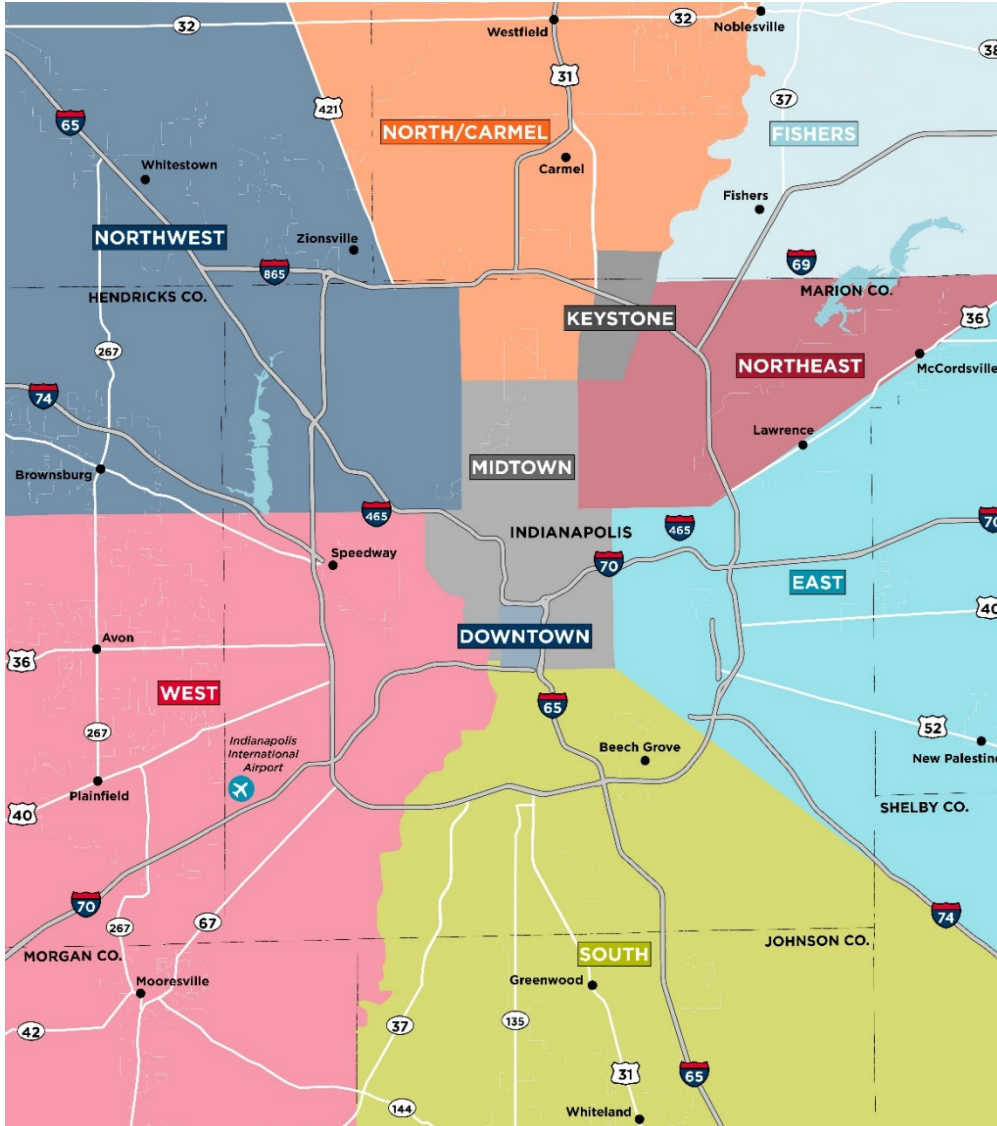 32
32
Westfield
Noblesville
38
31
421
37
65
NORTH/CARMEL
FISHERS
Carmel
Whitestown
Fishers
NORTHWEST
Zionsville
865
69
HENDRICKS CO.
MARION CO.
KEYSTONE
36
267
NORTHEAST
McCordsville
74
Lawrence
Brownsburg
MIDTOWN
465
INDIANAPOLIS
465
70
Speedway
70
EAST
40
DOWNTOWN
Avon
36
WEST
65
267
52
Indianapolis
International
Airport
Beech Grove
New Palestine
Plainfield
40
SHELBY CO.
70
267
67
74
MORGAN CO.
SOUTH
JOHNSON CO.
Mooresville
Greenwood
42
37
135
31
65
144
Whiteland